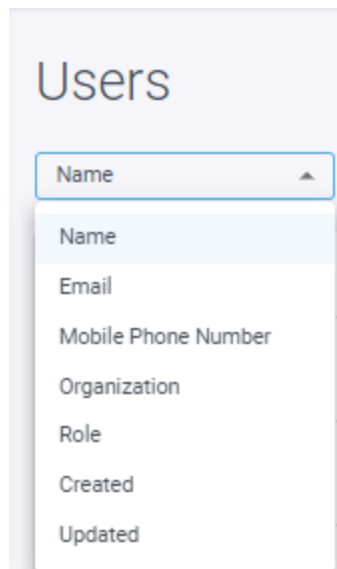 Users
Name
Name
Email
Mobile Phone Number
Organization
Role
Created
Updated